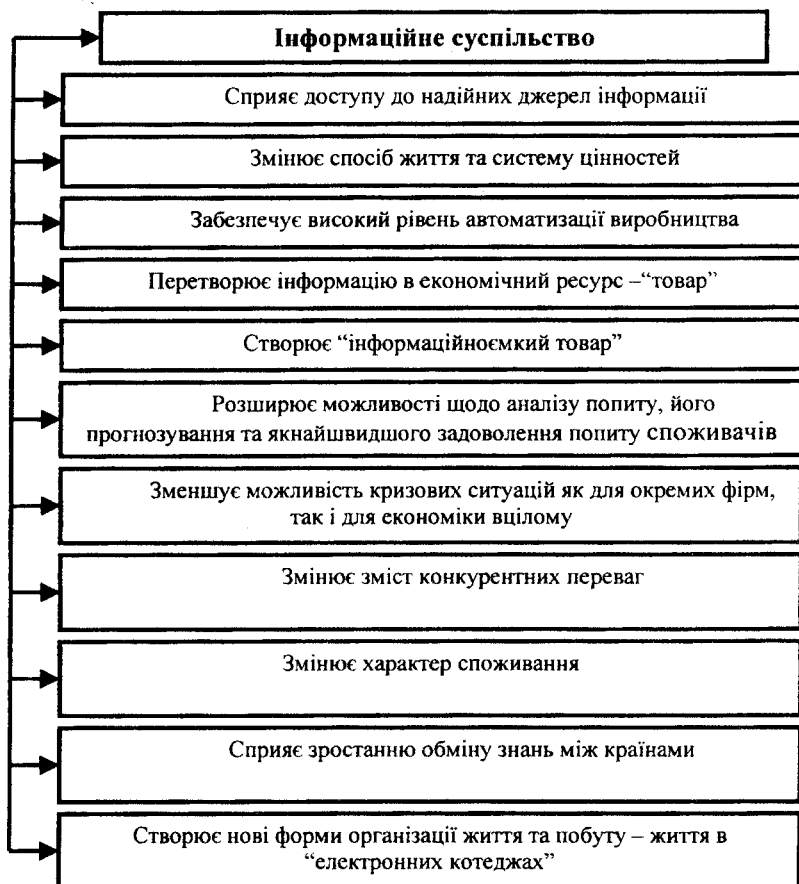 Інформаційне суспільство
Сприяє доступу до надійних джерел інформації
Змінює спосіб життя та систему цінностей
Забезпечує високий рівень автоматизації виробництва
Перетворює інформацію в економічний ресурс –“товар”
Створює “інформаційноємкий товар”
Розширює можливості щодо аналізу попиту, його
прогнозування та якнайшвидшого задоволення попиту споживачів
Зменшує можливість кризових ситуацій як для окремих фірм,
так і для економіки вцілому
Змінює зміст конкурентних переваг
Змінює характер споживання
Сприяє зростанню обміну знань між країнами
Створює нові форми організації життя та побуту – життя в
“електронних котеджах”